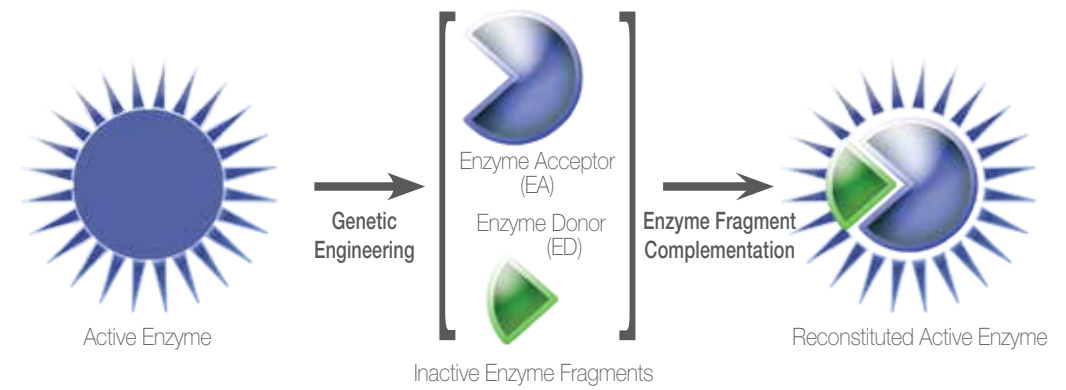 Active Enzyme
Genetic
Engineering
Enzyme Acceptor
(EA)
Enzyme Donor
(ED)
Inactive Enzyme Fragments
Enzyme Fragment
Complementation
Reconstituted Active Enzyme